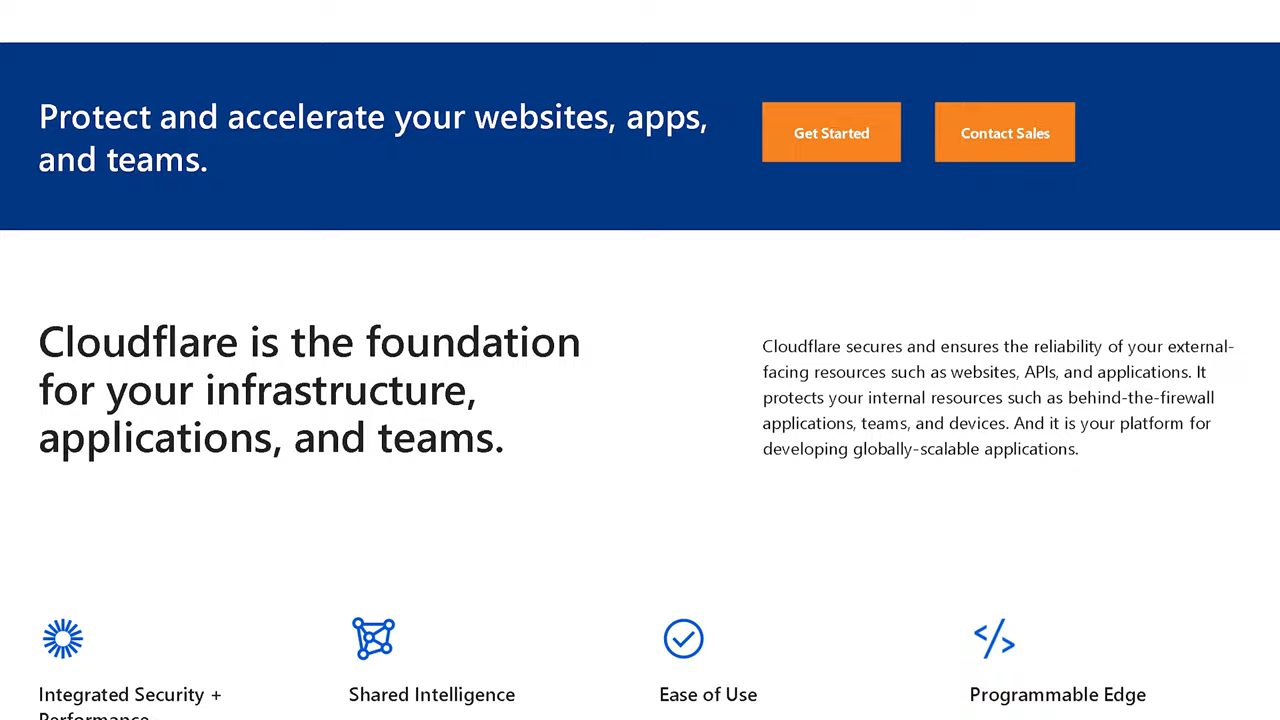 Protect and accelerate your websites, apps,
and teams.
Get Started
Contact Sales
Cloudflare is the foundation
for your infrastructure,
applications, and teams.
Cloudflare secures and ensures the reliability of your external-
facing resources such as websites, APIs, and applications. It
protects your internal resources such as behind-the-firewall
applications, teams, and devices. And it is your platform for
developing globally-scalable applications.
Integrated Security +
Performance
Shared Intelligence
Ease of Use
Programmable Edge